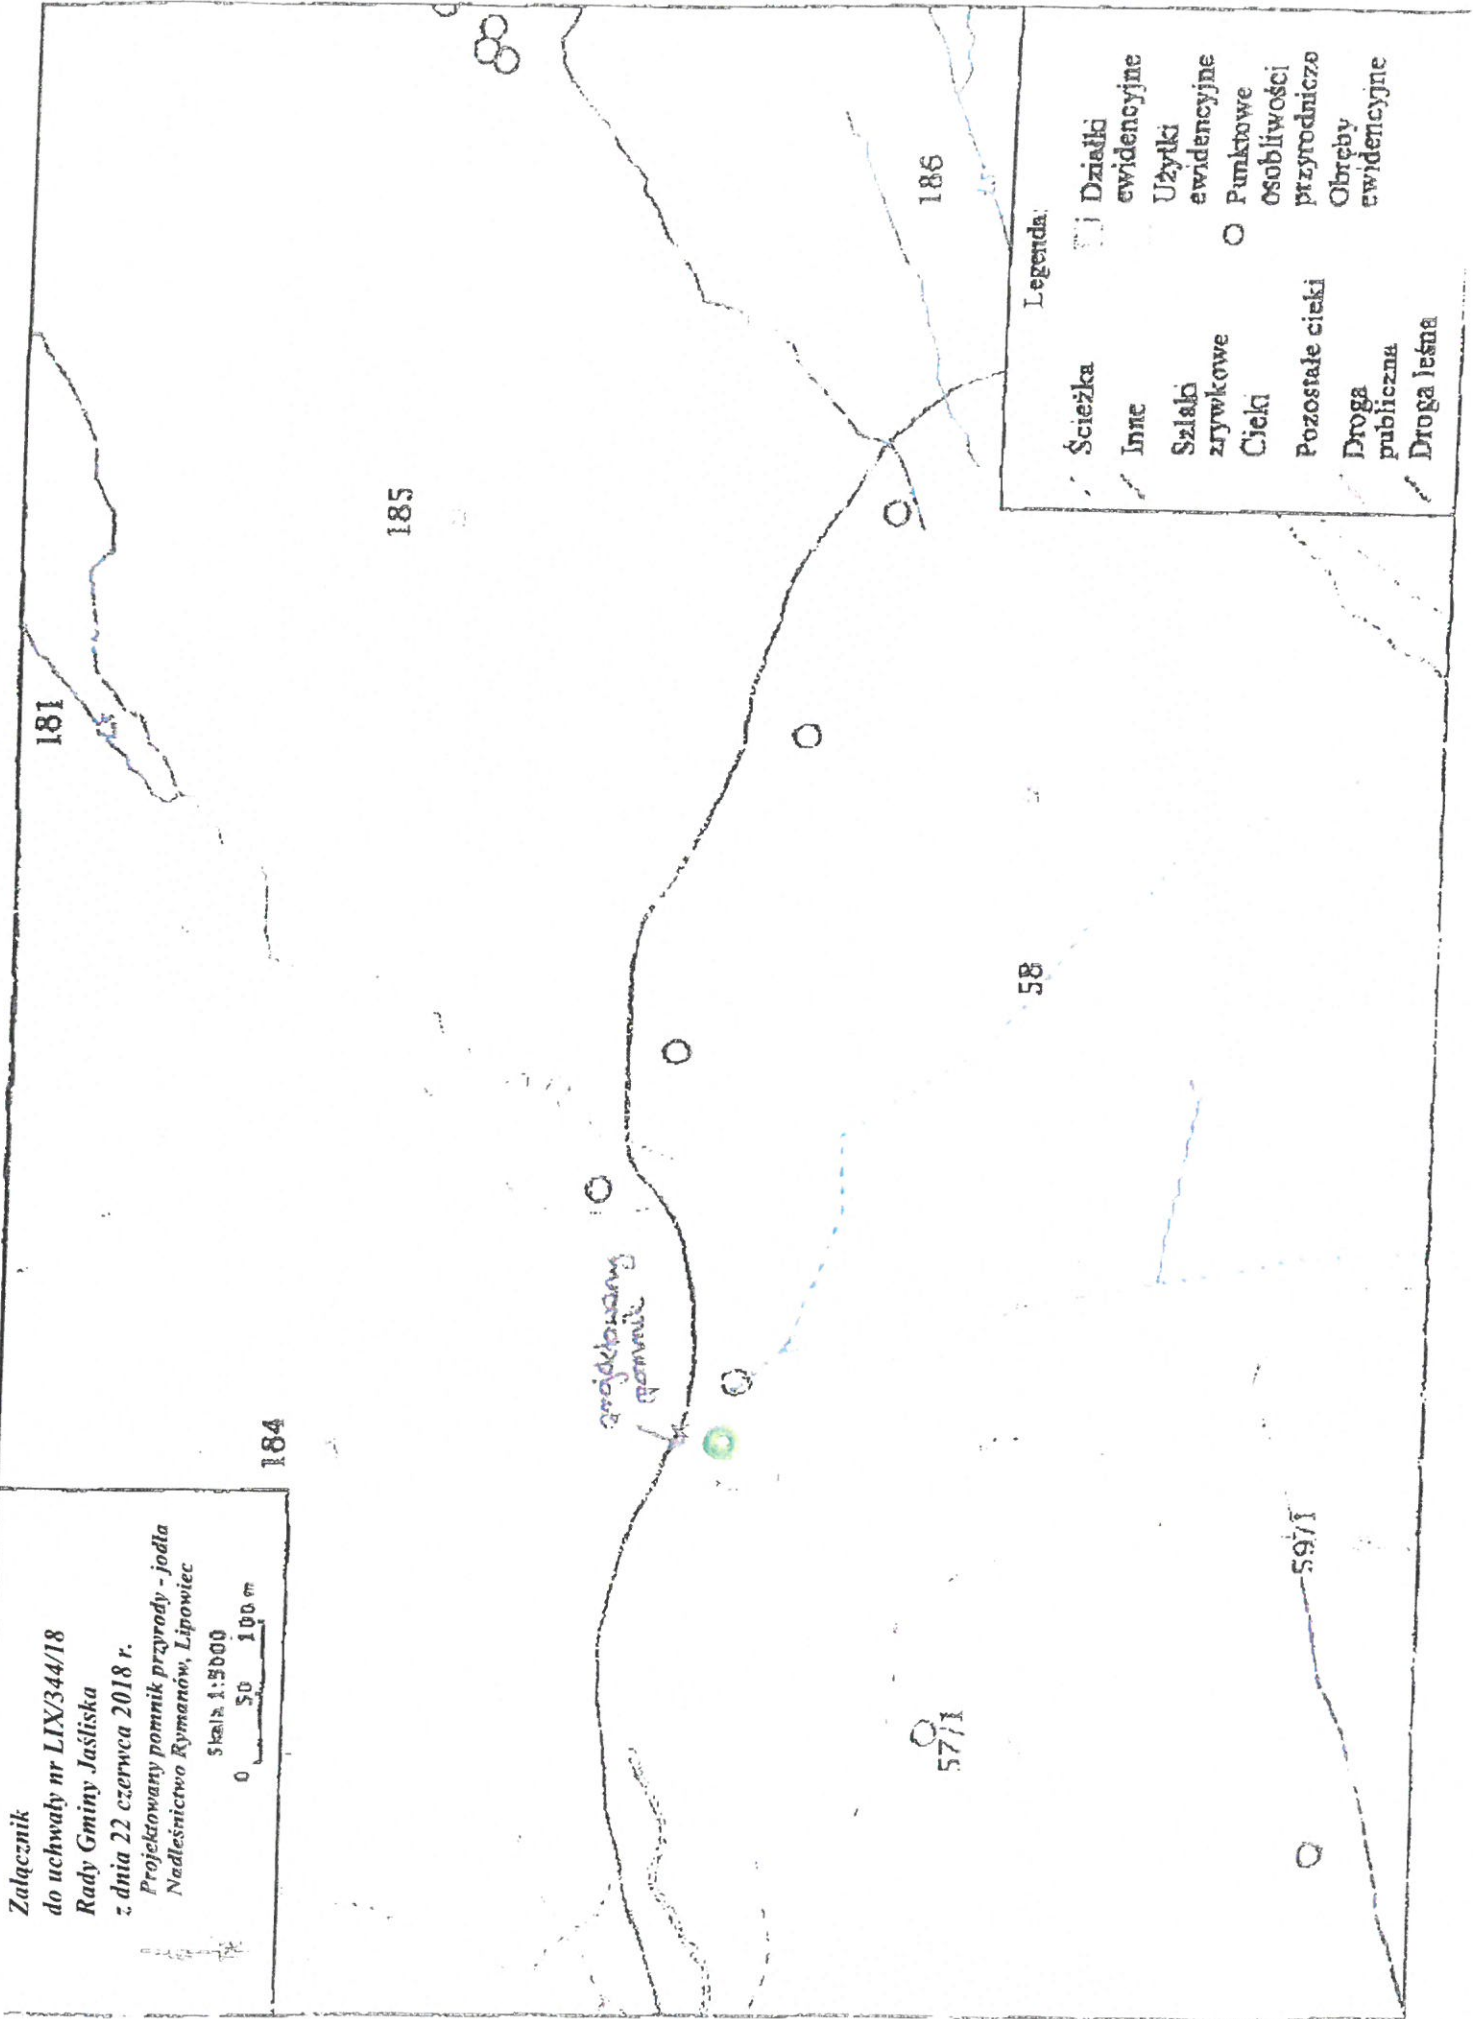 Załącznik
do uchwały nr LIX/344/18
Rady Gminy Jaśliska
z dnia 22 czerwca 2018 r.
Projektowany pomnik przyrody - jodła
Nadleśnictwo Rymanów, Lipowiec
Skala 1:5000
0 50 100 m
184
181
185
186
projektowany
pomnik
58
57/1
597/1
Legenda:
Ścieżka
Inne
Szlaki
zrywkowe
Cieki
Pozostałe cieki
Droga
publiczna
Droga leśna
Działki
ewidencyjne
Użytki
ewidencyjne
Punktowe
osobliwości
przyrodnicze
Obręby
ewidencyjne